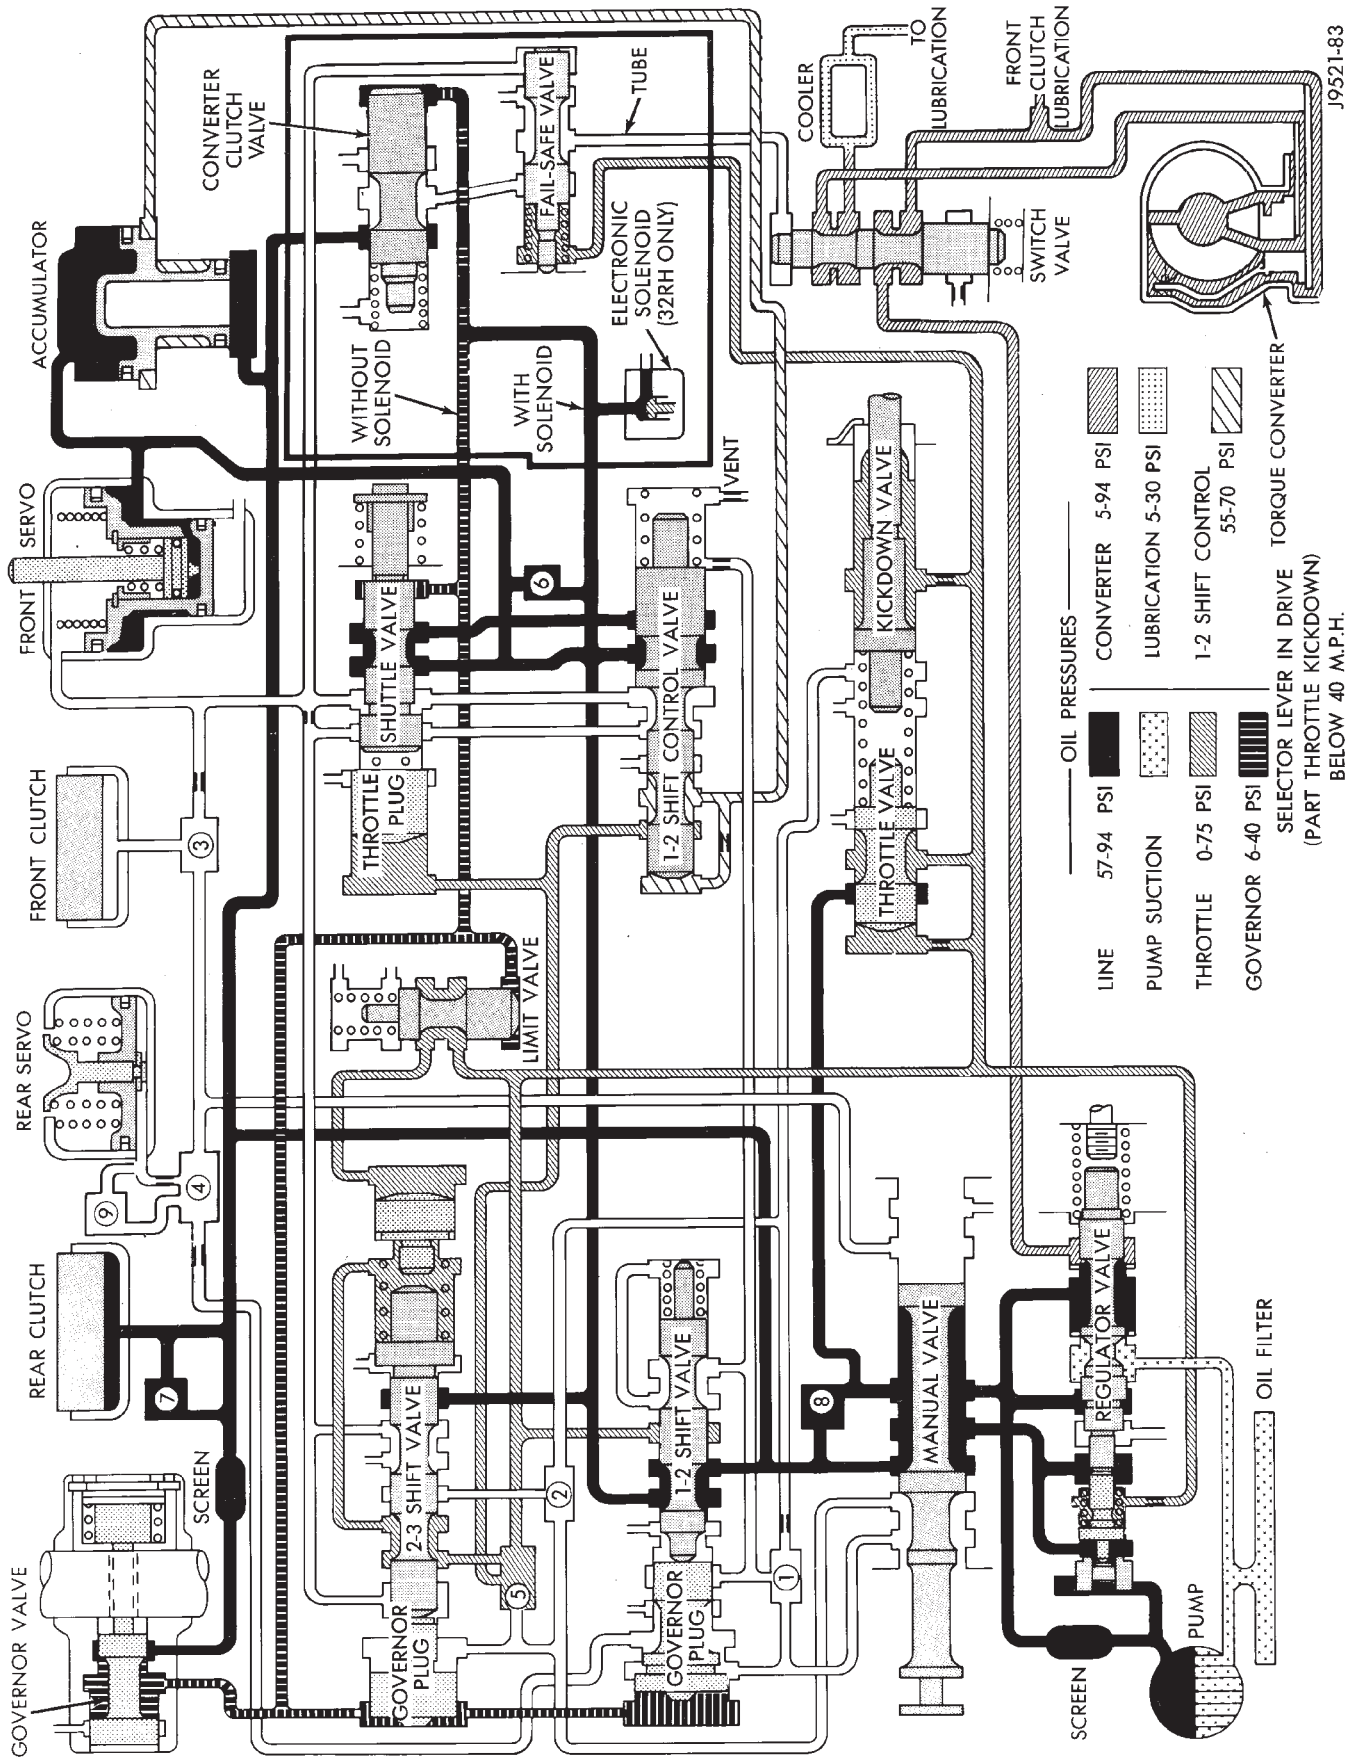 GOVERNOR VALVE
REAR CLUTCH
REAR SERVO
FRONT CLUTCH
FRONT SERVO
ACCUMULATOR
CONVERTER
CLUTCH
VALVE
SCREEN
7
9
4
3
GOVERNOR
PLUG
2-3 SHIFT VALVE
LIMIT VALVE
THROTTLE
PLUG
SHUTTLE VALVE
WITHOUT
SOLENOID
FAIL-SAFE VALVE
TUBE
5
2
6
WITH
SOLENOID
ELECTRONIC
SOLENOID
(32RH ONLY)
GOVERNOR
PLUG
1-2 SHIFT VALVE
1-2 SHIFT CONTROL VALVE
VENT
1
8
MANUAL VALVE
THROTTLE VALVE
KICKDOWN VALVE
SWITCH
VALVE
COOLER
TO
LUBRICATION
FRONT
CLUTCH
LUBRICATION
SCREEN
PUMP
REGULATOR VALVE
OIL FILTER
OIL PRESSURES
LINE 57-94 PSI
PUMP SUCTION
THROTTLE 0-75 PSI
GOVERNOR 6-40 PSI
CONVERTER 5-94 PSI
LUBRICATION 5-30 PSI
1-2 SHIFT CONTROL
55-70 PSI
TORQUE CONVERTER
SELECTOR LEVER IN DRIVE
(PART THROTTLE KICKDOWN)
BELOW 40 M.P.H.
J9521-83